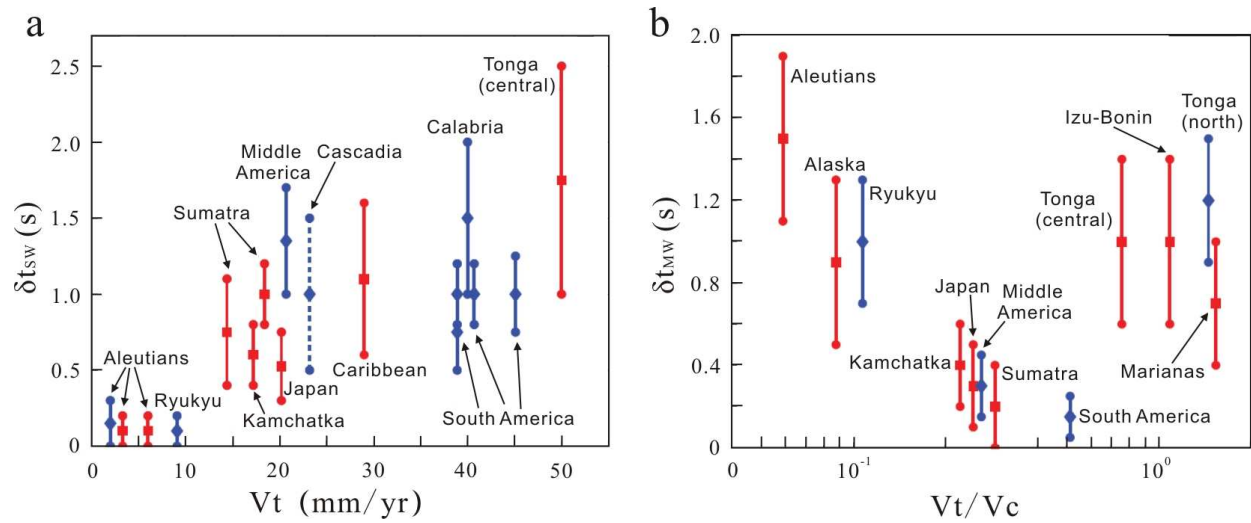 a
δtsw (s)
2.5
2.0
1.5
1.0
0.5
0
0
10
20
30
40
50
Vt (mm/yr)
Aleutians
Ryukyu
Sumatra
Kamchatka
Middle
America
Japan
Cascadia
Caribbean
Calabria
South America
Tonga
(central)
b
δtMW (s)
2.0
1.6
1.2
0.8
0.4
0
0
10⁻¹
10⁰
Vt/Vc
Aleutians
Alaska
Ryukyu
Kamchatka
Japan
Middle
America
Sumatra
South America
Tonga
(central)
Izu-Bonin
Tonga
(north)
Marianas